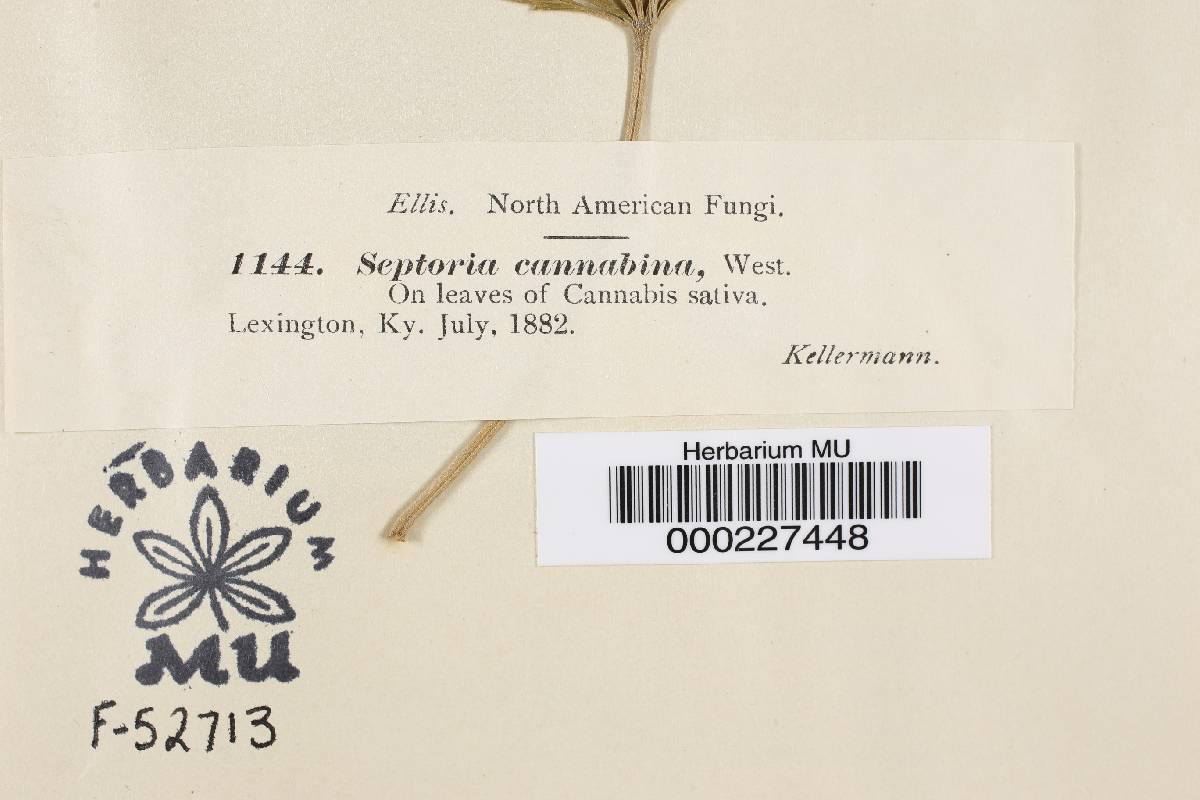 Ellis. North American Fungi.
1144. Septoria cannabina, West.
On leaves of Cannabis sativa.
Lexington, Ky. July, 1882.
Kellermann.
HERBARIUM
MU
F-52713
Herbarium MU
000227448